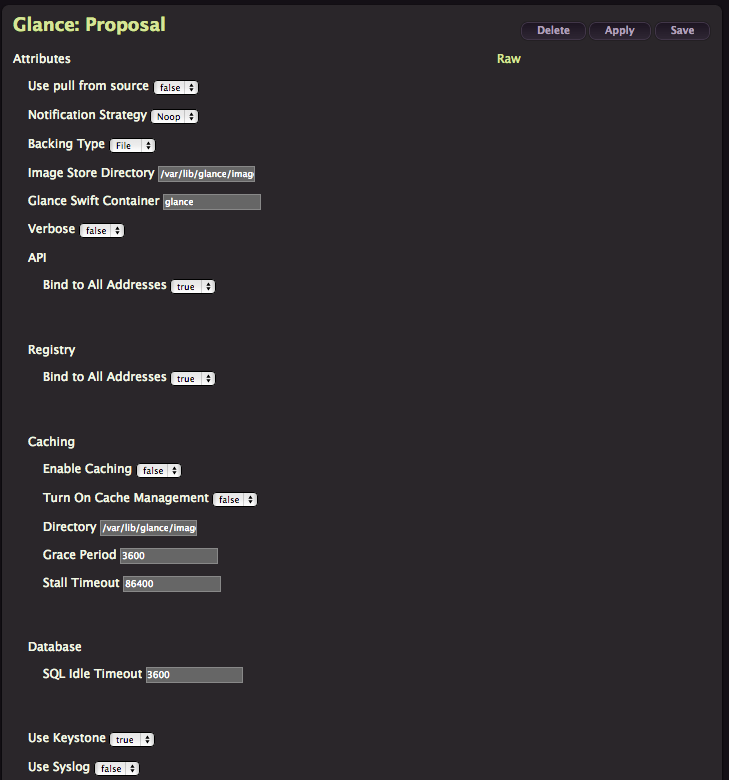 Glance: Proposal
Delete Apply Save
Attributes Raw
Use pull from source false
Notification Strategy Noop
Backing Type File
Image Store Directory /var/lib/glance/imag
Glance Swift Container glance
Verbose false
API
Bind to All Addresses true
Registry
Bind to All Addresses true
Caching
Enable Caching false
Turn On Cache Management false
Directory /var/lib/glance/imag
Grace Period 3600
Stall Timeout 86400
Database
SQL Idle Timeout 3600
Use Keystone true
Use Syslog false